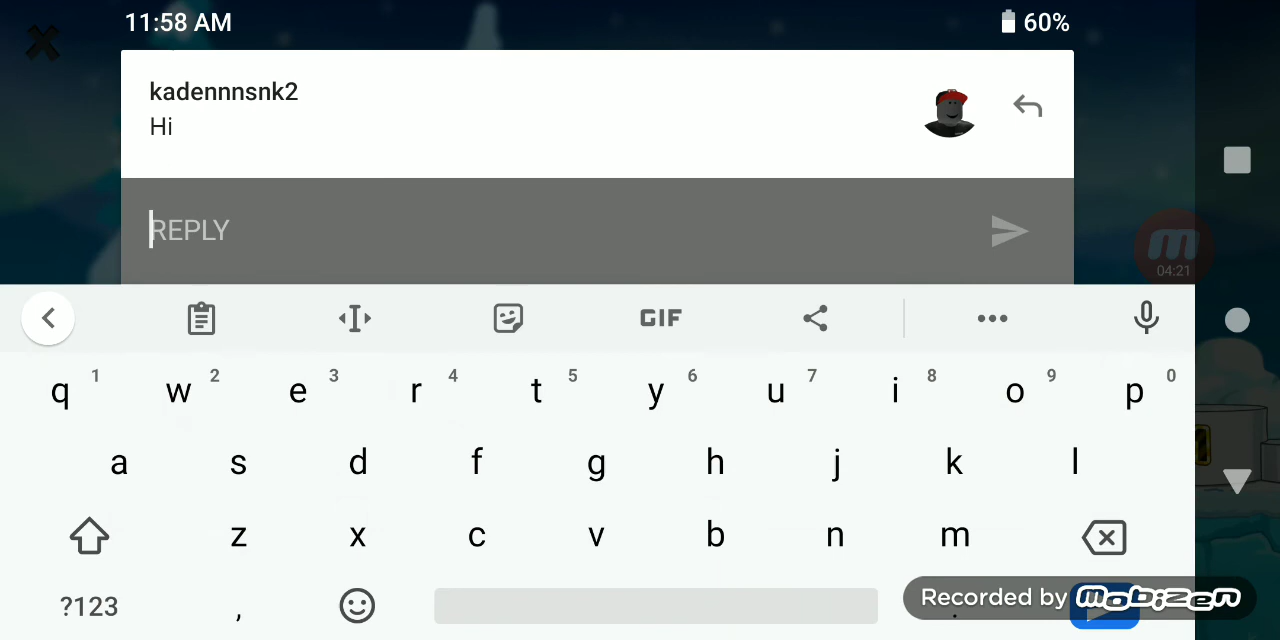 11:58 AM 60%
kadennnsnk2
Hi
REPLY
04:21
GIF
q 1 w 2 e 3 r 4 t 5 y 6 u 7 i 8 o 9 p 0
a s d f g h j k l
z x c v b n m
?123 , .
Recorded by mobizen